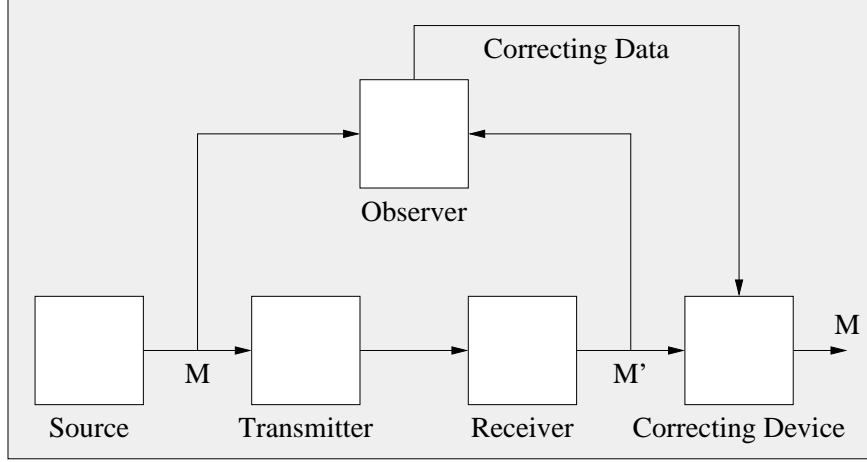 Correcting Data
Observer
M
M
M’
Source
Transmitter
Receiver
Correcting Device